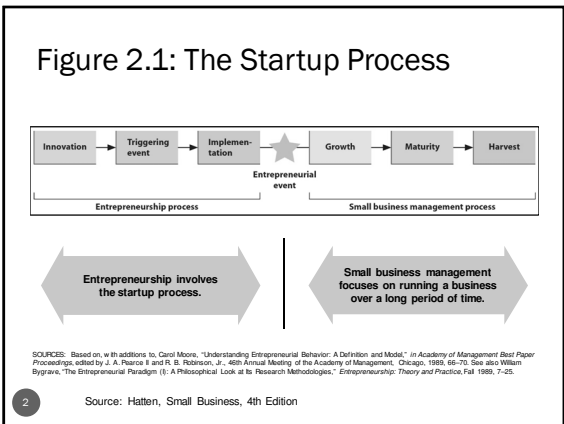 Figure 2.1: The Startup Process
Innovation
Triggering
event
Implemen-
tation
Entrepreneurial
event
Growth
Maturity
Harvest
Entrepreneurship process
Small business management process
Entrepreneurship involves
the startup process.
Small business management
focuses on running a business
over a long period of time.
SOURCES: Based on, with additions to, Carol Moore, "Understanding Entrepreneurial Behavior: A Definition and Model," in Academy of Management Best Paper
Proceedings, edited by J. A. Pearce II and R. B. Robinson, Jr., 46th Annual Meeting of the Academy of Management, Chicago, 1989, 66–70. See also William
Bygrave, "The Entrepreneurial Paradigm (I): A Philosophical Look at Its Research Methodologies," Entrepreneurship: Theory and Practice, Fall 1989, 7–25.
2
Source: Hatten, Small Business, 4th Edition